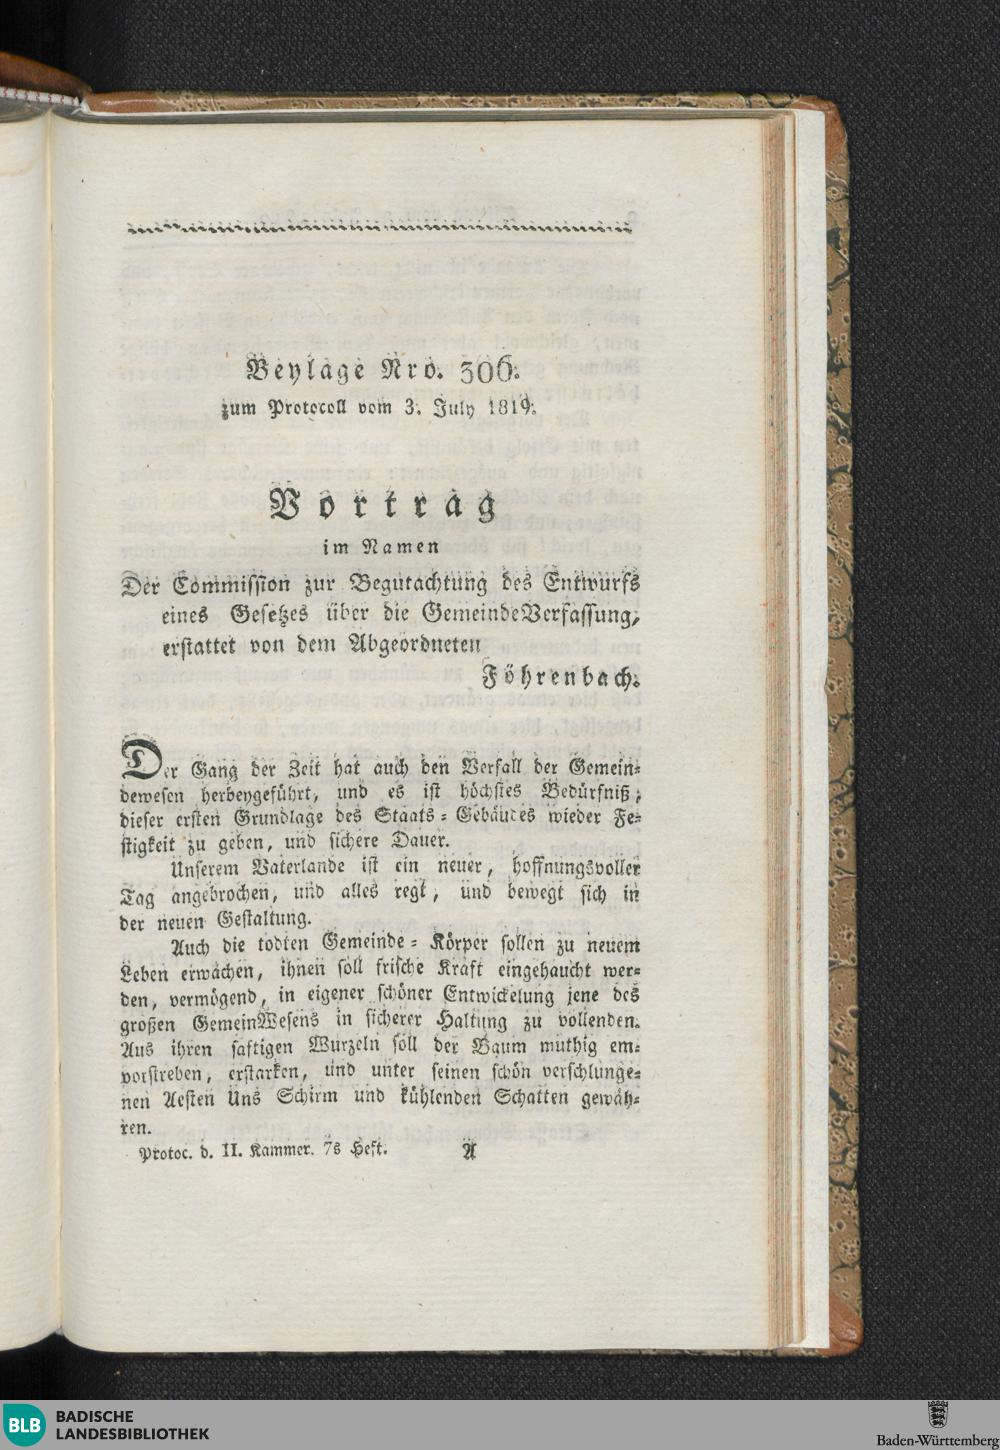 Beylage Nro. 306.
zum Protocoll vom 3. July 1819.
Vortrag
im Namen
Der Commission zur Begutachtung des Entwurfs
eines Gesetzes über die GemeindeVerfassung,
erstattet von dem Abgeordneten
Föhrenbach.
Der Gang der Zeit hat auch den Verfall der Gemein=
dewesen herbeygeführt, und es ist höchstes Bedürfniß,
dieser ersten Grundlage des Staats = Gebäudes wieder Fe=
stigkeit zu geben, und sichere Dauer.
Unserem Vaterlande ist ein neuer, hoffnungsvoller
Tag angebrochen, und alles regt, und bewegt sich in
der neuen Gestaltung.
Auch die todten Gemeinde = Körper sollen zu neuem
Leben erwachen, ihnen soll frische Kraft eingehaucht wer=
den, vermögend, in eigener schöner Entwickelung jene des
großen GemeinWesens in sicherer Haltung zu vollenden.
Aus ihren saftigen Wurzeln soll der Baum muthig em=
vorstreben, erstarken, und unter seinen schön verschlunge=
nen Aesten Uns Schirm und kühlenden Schatten gewäh=
ren.
Protoc. d. II. Kammer. 7s Heft. A
BLB BADISCHE
LANDESBIBLIOTHEK
Baden-Württemberg